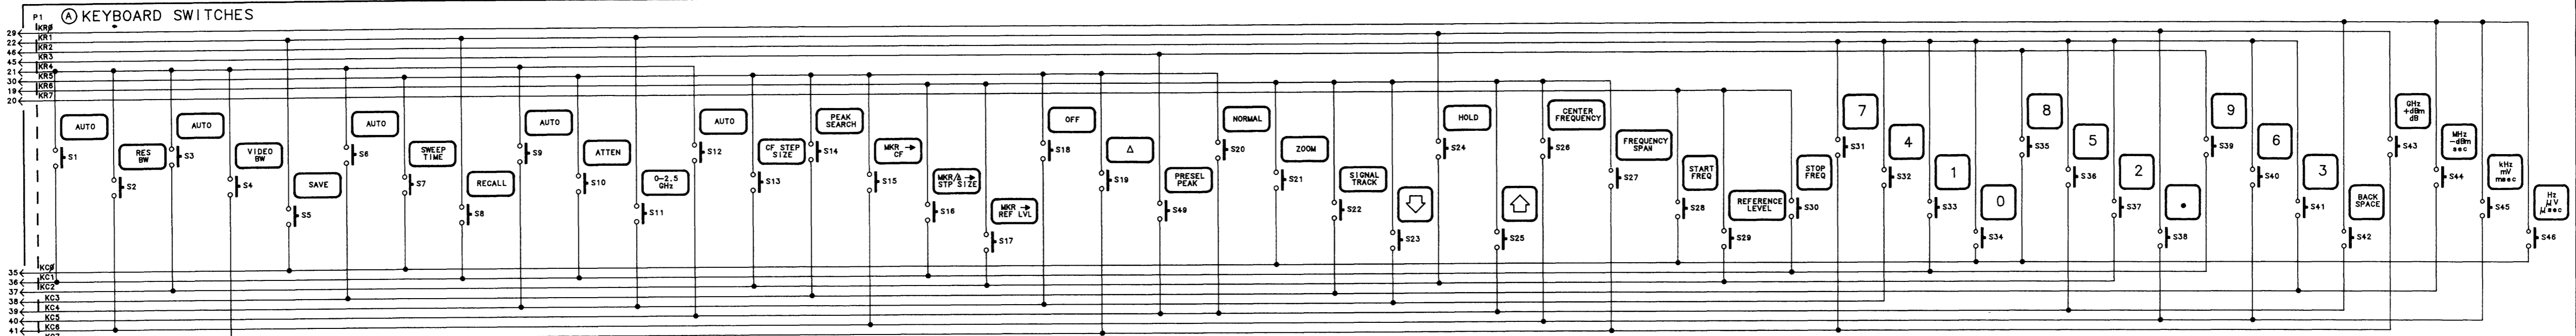 P1
Ⓐ KEYBOARD SWITCHES
29 KRØ
22 KR1
46 KR2
45 KR3
21 KR4
30 KR5
19 KR6
20 KR7
AUTO
S1
RES BW
S2
AUTO
S3
VIDEO BW
S4
SAVE
S5
AUTO
S6
SWEEP TIME
S7
RECALL
S8
AUTO
S9
ATTEN
S10
0-2.5 GHz
S11
AUTO
S12
CF STEP SIZE
S13
PEAK SEARCH
S14
MKR → CF
S15
MKR/Δ → STP SIZE
S16
MKR → REF LVL
S17
OFF
S18
Δ
S19
PRESEL PEAK
S49
NORMAL
S20
ZOOM
S21
SIGNAL TRACK
S22
S23
HOLD
S24
S25
CENTER FREQUENCY
S26
FREQUENCY SPAN
S27
START FREQ
S28
REFERENCE LEVEL
S29
STOP FREQ
S30
7
S31
4
S32
1
S33
0
S34
8
S35
5
S36
2
S37
.
S38
9
S39
6
S40
3
S41
BACK SPACE
S42
GHz +dBm dB
S43
MHz -dBm sec
S44
kHz mV msec
S45
Hz μV μsec
S46
35 KCØ
36 KC1
37 KC2
38 KC3
39 KC4
40 KC5
41 KC6